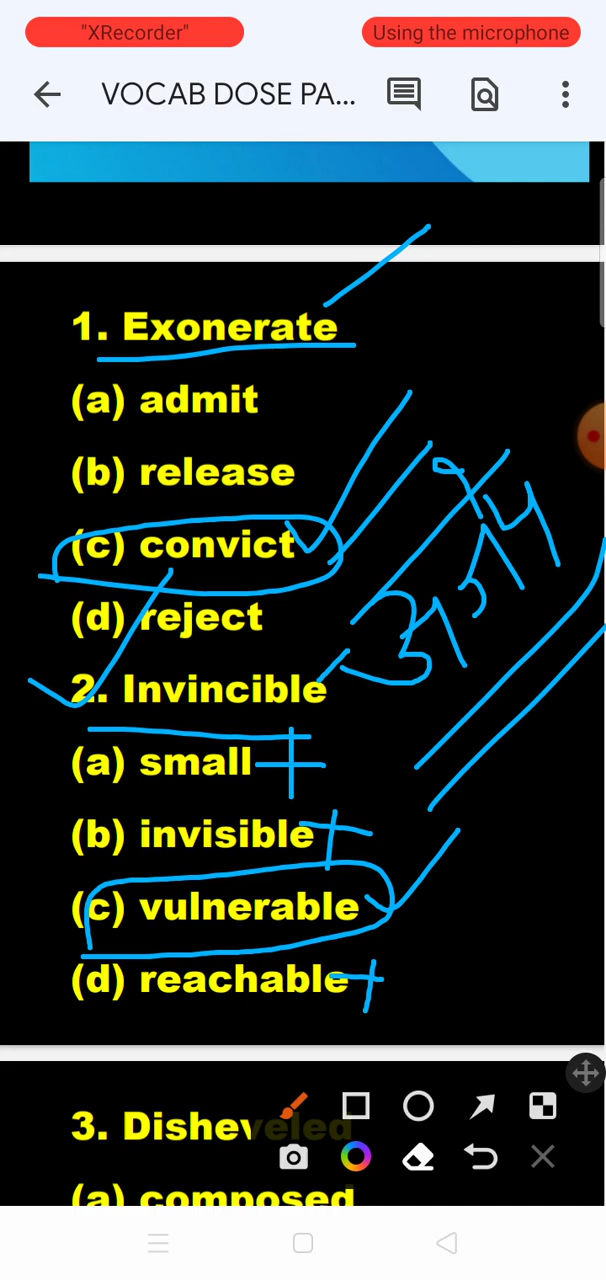 "XRecorder"
Using the microphone
VOCAB DOSE PA...
1. Exonerate
(a) admit
(b) release
(c) convict
(d) reject
2. Invincible
(a) small
(b) invisible
(c) vulnerable
(d) reachable
3. Disheveled
(a) composed